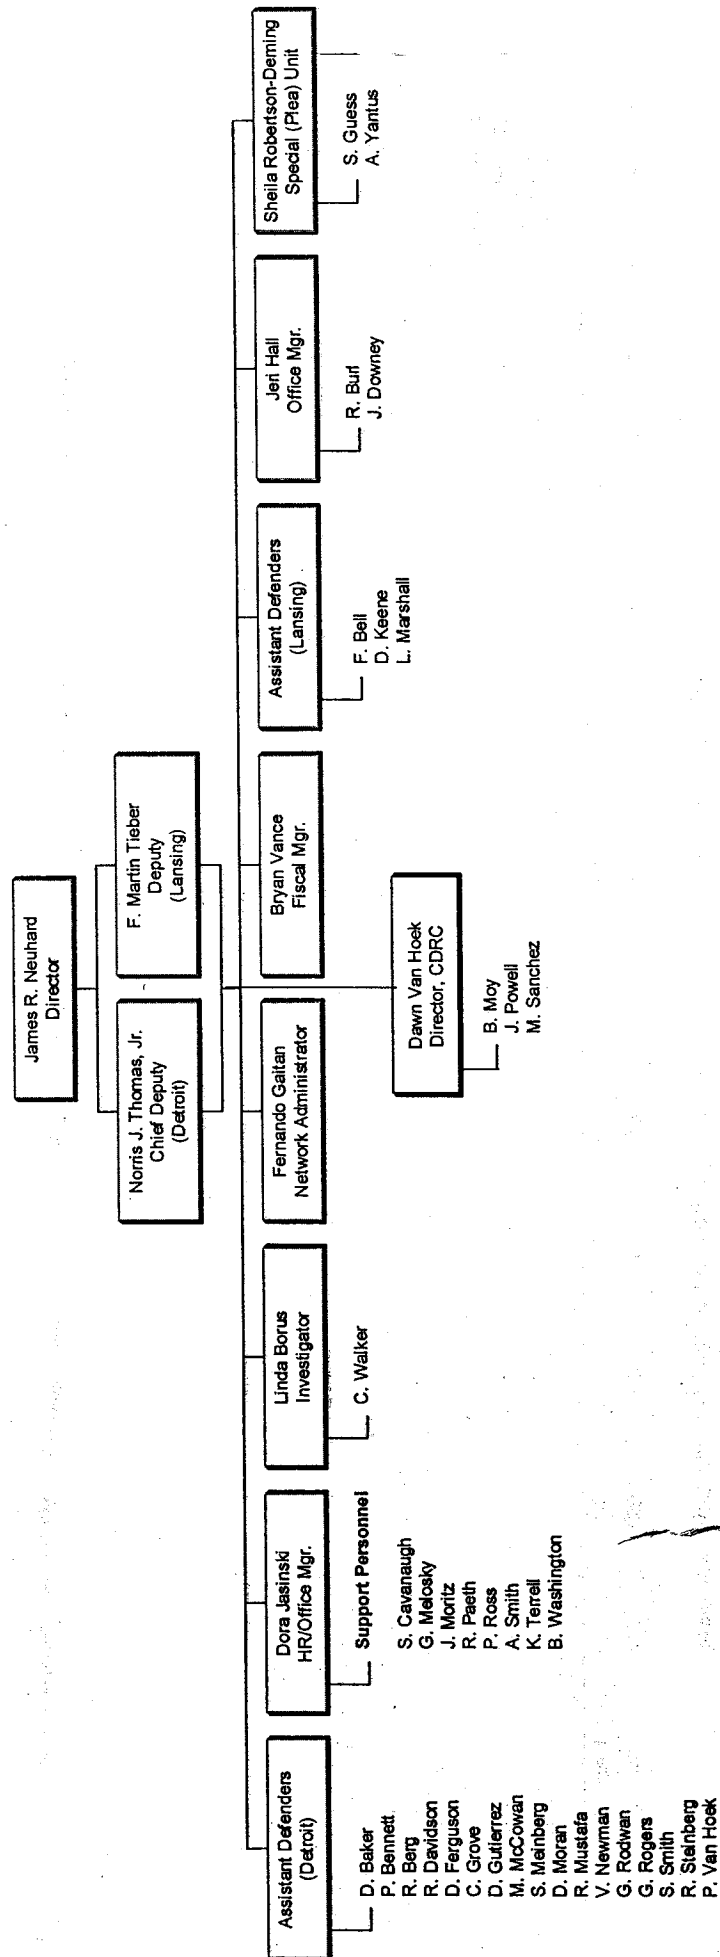 James R. Neuhard
Director
Norris J. Thomas, Jr.
Chief Deputy
(Detroit)
F. Martin Tieber
Deputy
(Lansing)
Assistant Defenders
(Detroit)
D. Baker
P. Bennett
R. Berg
R. Davidson
D. Ferguson
C. Grove
D. Gutierrez
M. McCowan
S. Meinberg
D. Moran
R. Mustafa
V. Newman
G. Rodwan
G. Rogers
S. Smith
R. Steinberg
P. Van Hoek
Dora Jasinski
HR/Office Mgr.
Support Personnel
S. Cavanaugh
G. Melosky
J. Moritz
R. Paeth
P. Ross
A. Smith
K. Terrell
B. Washington
Linda Borus
Investigator
C. Walker
Fernando Gaitan
Network Administrator
Bryan Vance
Fiscal Mgr.
Assistant Defenders
(Lansing)
F. Bell
D. Keene
L. Marshall
Jeri Hall
Office Mgr.
R. Burl
J. Downey
Sheila Robertson-Deming
Special (Plea) Unit
S. Guess
A. Yantus
Dawn Van Hoek
Director, CDRC
B. Moy
J. Powell
M. Sanchez